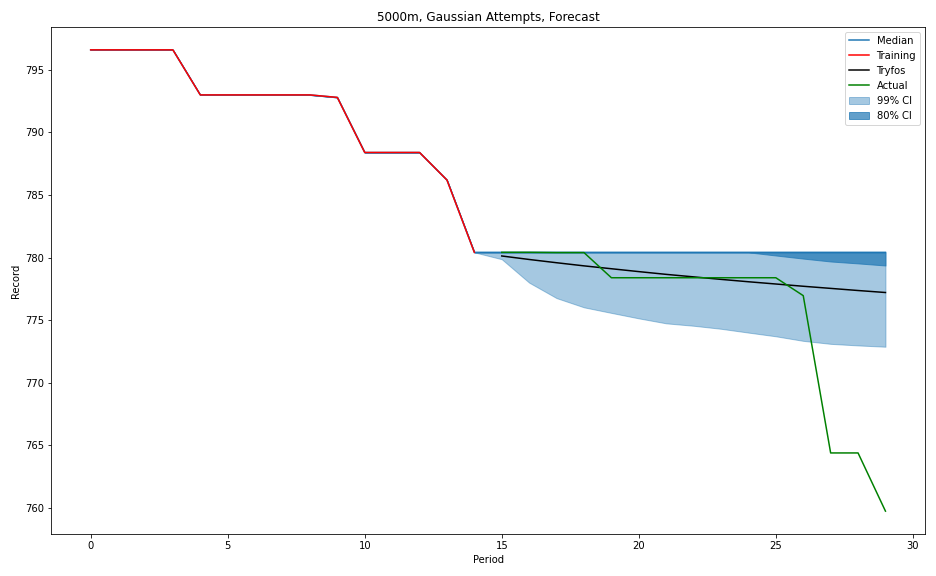 5000m, Gaussian Attempts, Forecast
Median
Training
Tryfos
Actual
99% CI
80% CI
795
790
785
780
775
770
765
760
Record
0 5 10 15 20 25 30
Period